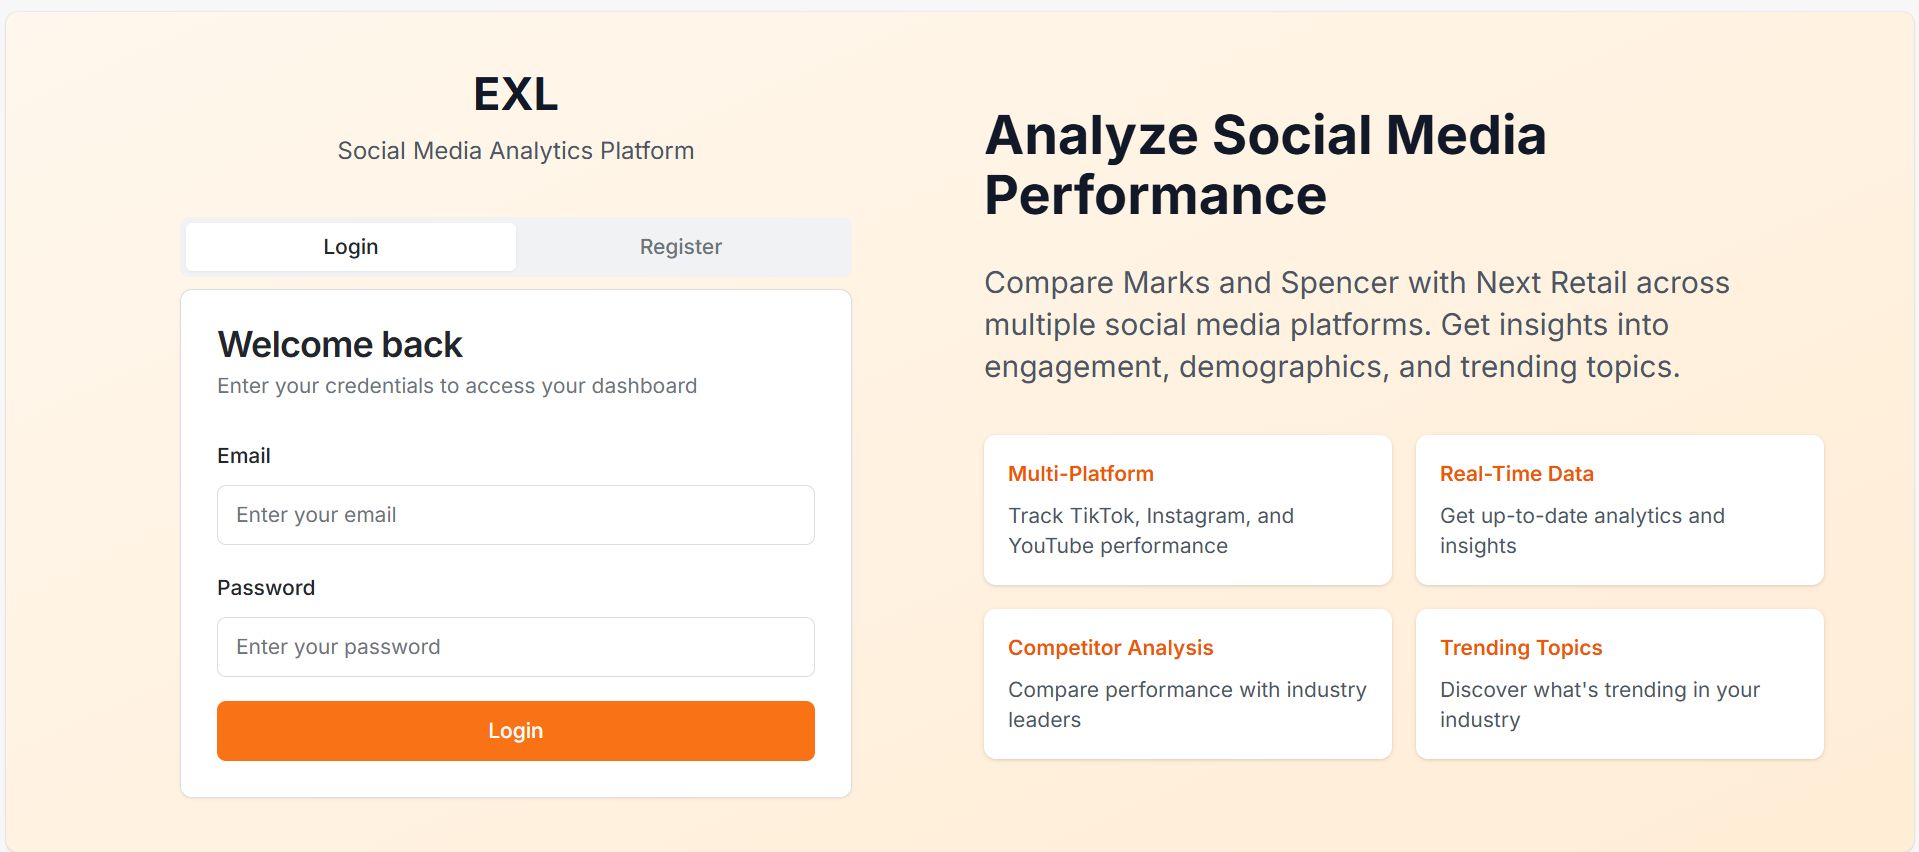 EXL
Social Media Analytics Platform
Login
Register
Welcome back
Enter your credentials to access your dashboard
Email
Enter your email
Password
Enter your password
Login
Analyze Social Media
Performance
Compare Marks and Spencer with Next Retail across
multiple social media platforms. Get insights into
engagement, demographics, and trending topics.
Multi-Platform
Track TikTok, Instagram, and
YouTube performance
Real-Time Data
Get up-to-date analytics and
insights
Competitor Analysis
Compare performance with industry
leaders
Trending Topics
Discover what's trending in your
industry